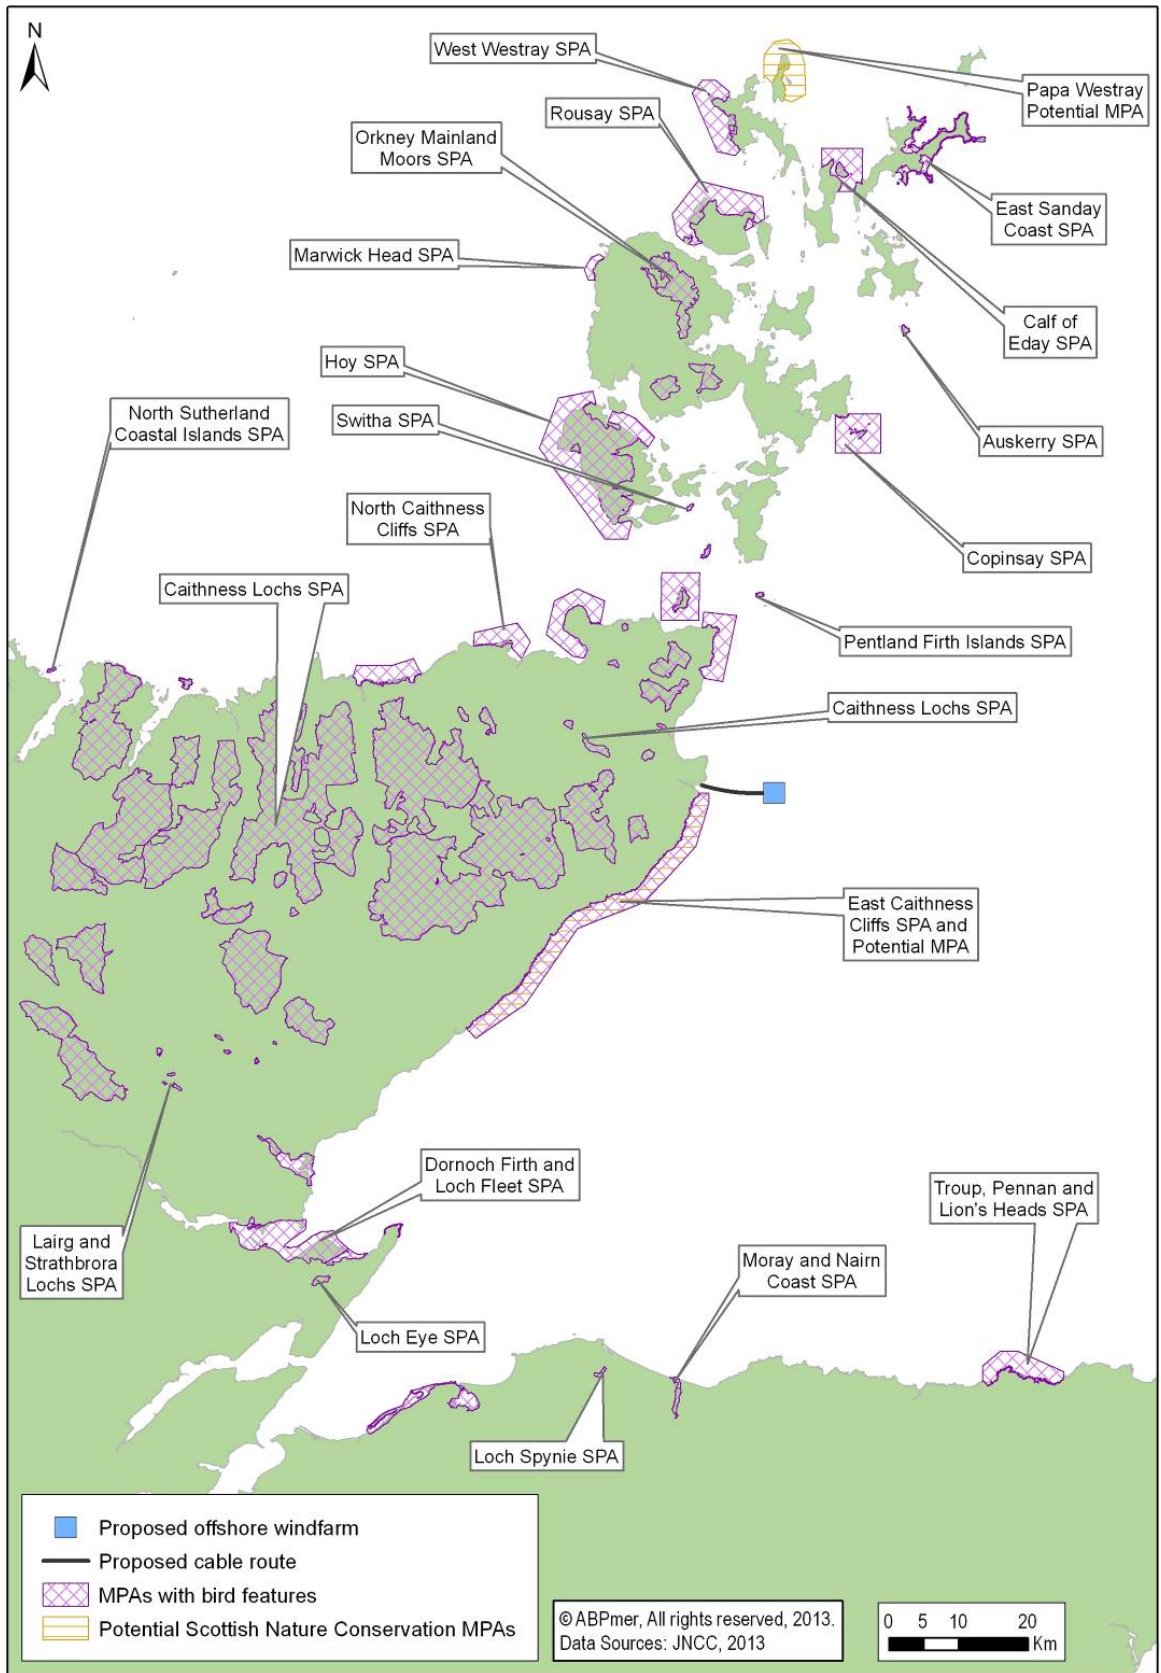 N
West Westray SPA
Papa Westray
Potential MPA
Rousay SPA
Orkney Mainland
Moors SPA
East Sanday
Coast SPA
Marwick Head SPA
Calf of
Eday SPA
Hoy SPA
North Sutherland
Coastal Islands SPA
Switha SPA
Auskerry SPA
North Caithness
Cliffs SPA
Copinsay SPA
Caithness Lochs SPA
Pentland Firth Islands SPA
Caithness Lochs SPA
East Caithness
Cliffs SPA and
Potential MPA
Dornoch Firth and
Loch Fleet SPA
Troup, Pennan and
Lion's Heads SPA
Lairg and
Strathbrora
Lochs SPA
Moray and Nairn
Coast SPA
Loch Eye SPA
Loch Spynie SPA
Proposed offshore windfarm
Proposed cable route
MPAs with bird features
Potential Scottish Nature Conservation MPAs
© ABPmer, All rights reserved, 2013.
Data Sources: JNCC, 2013
0 5 10 20
Km